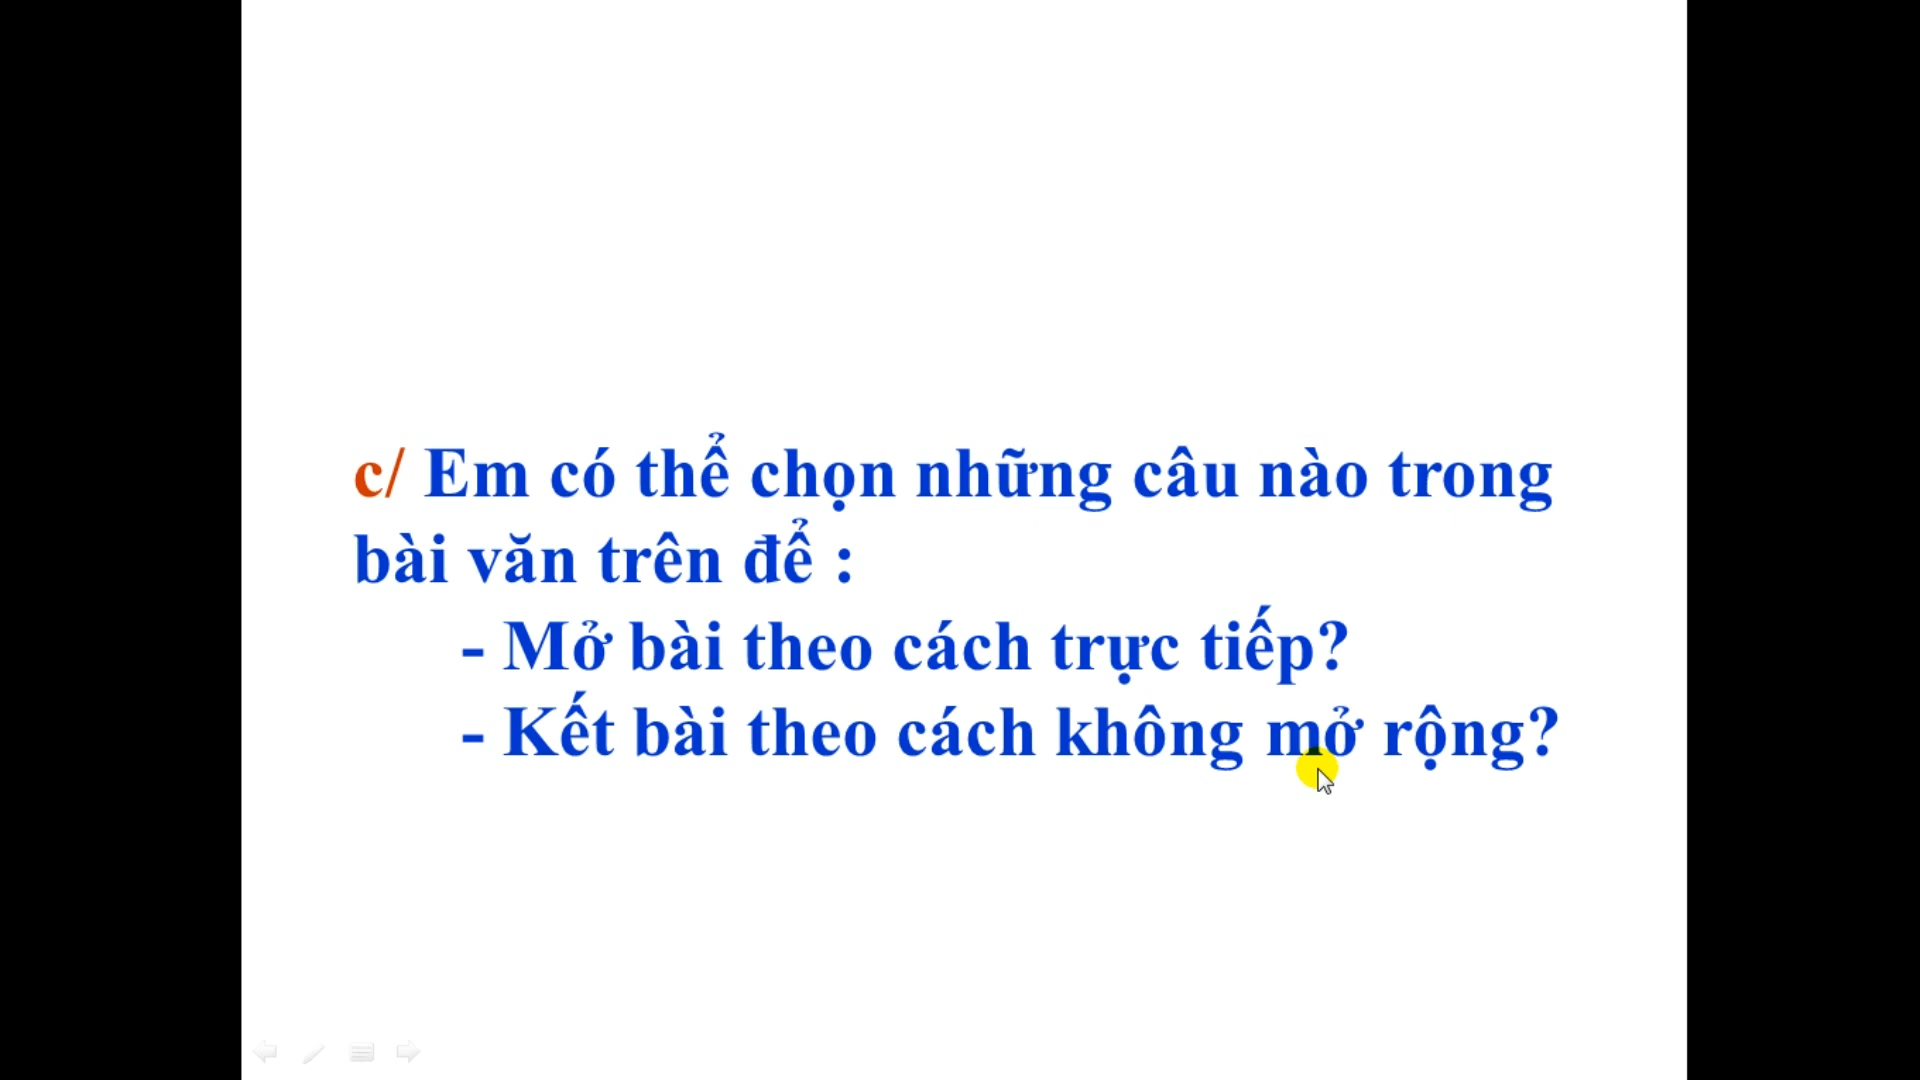 c/ Em có thể chọn những câu nào trong
bài văn trên để :
- Mở bài theo cách trực tiếp?
- Kết bài theo cách không mở rộng?